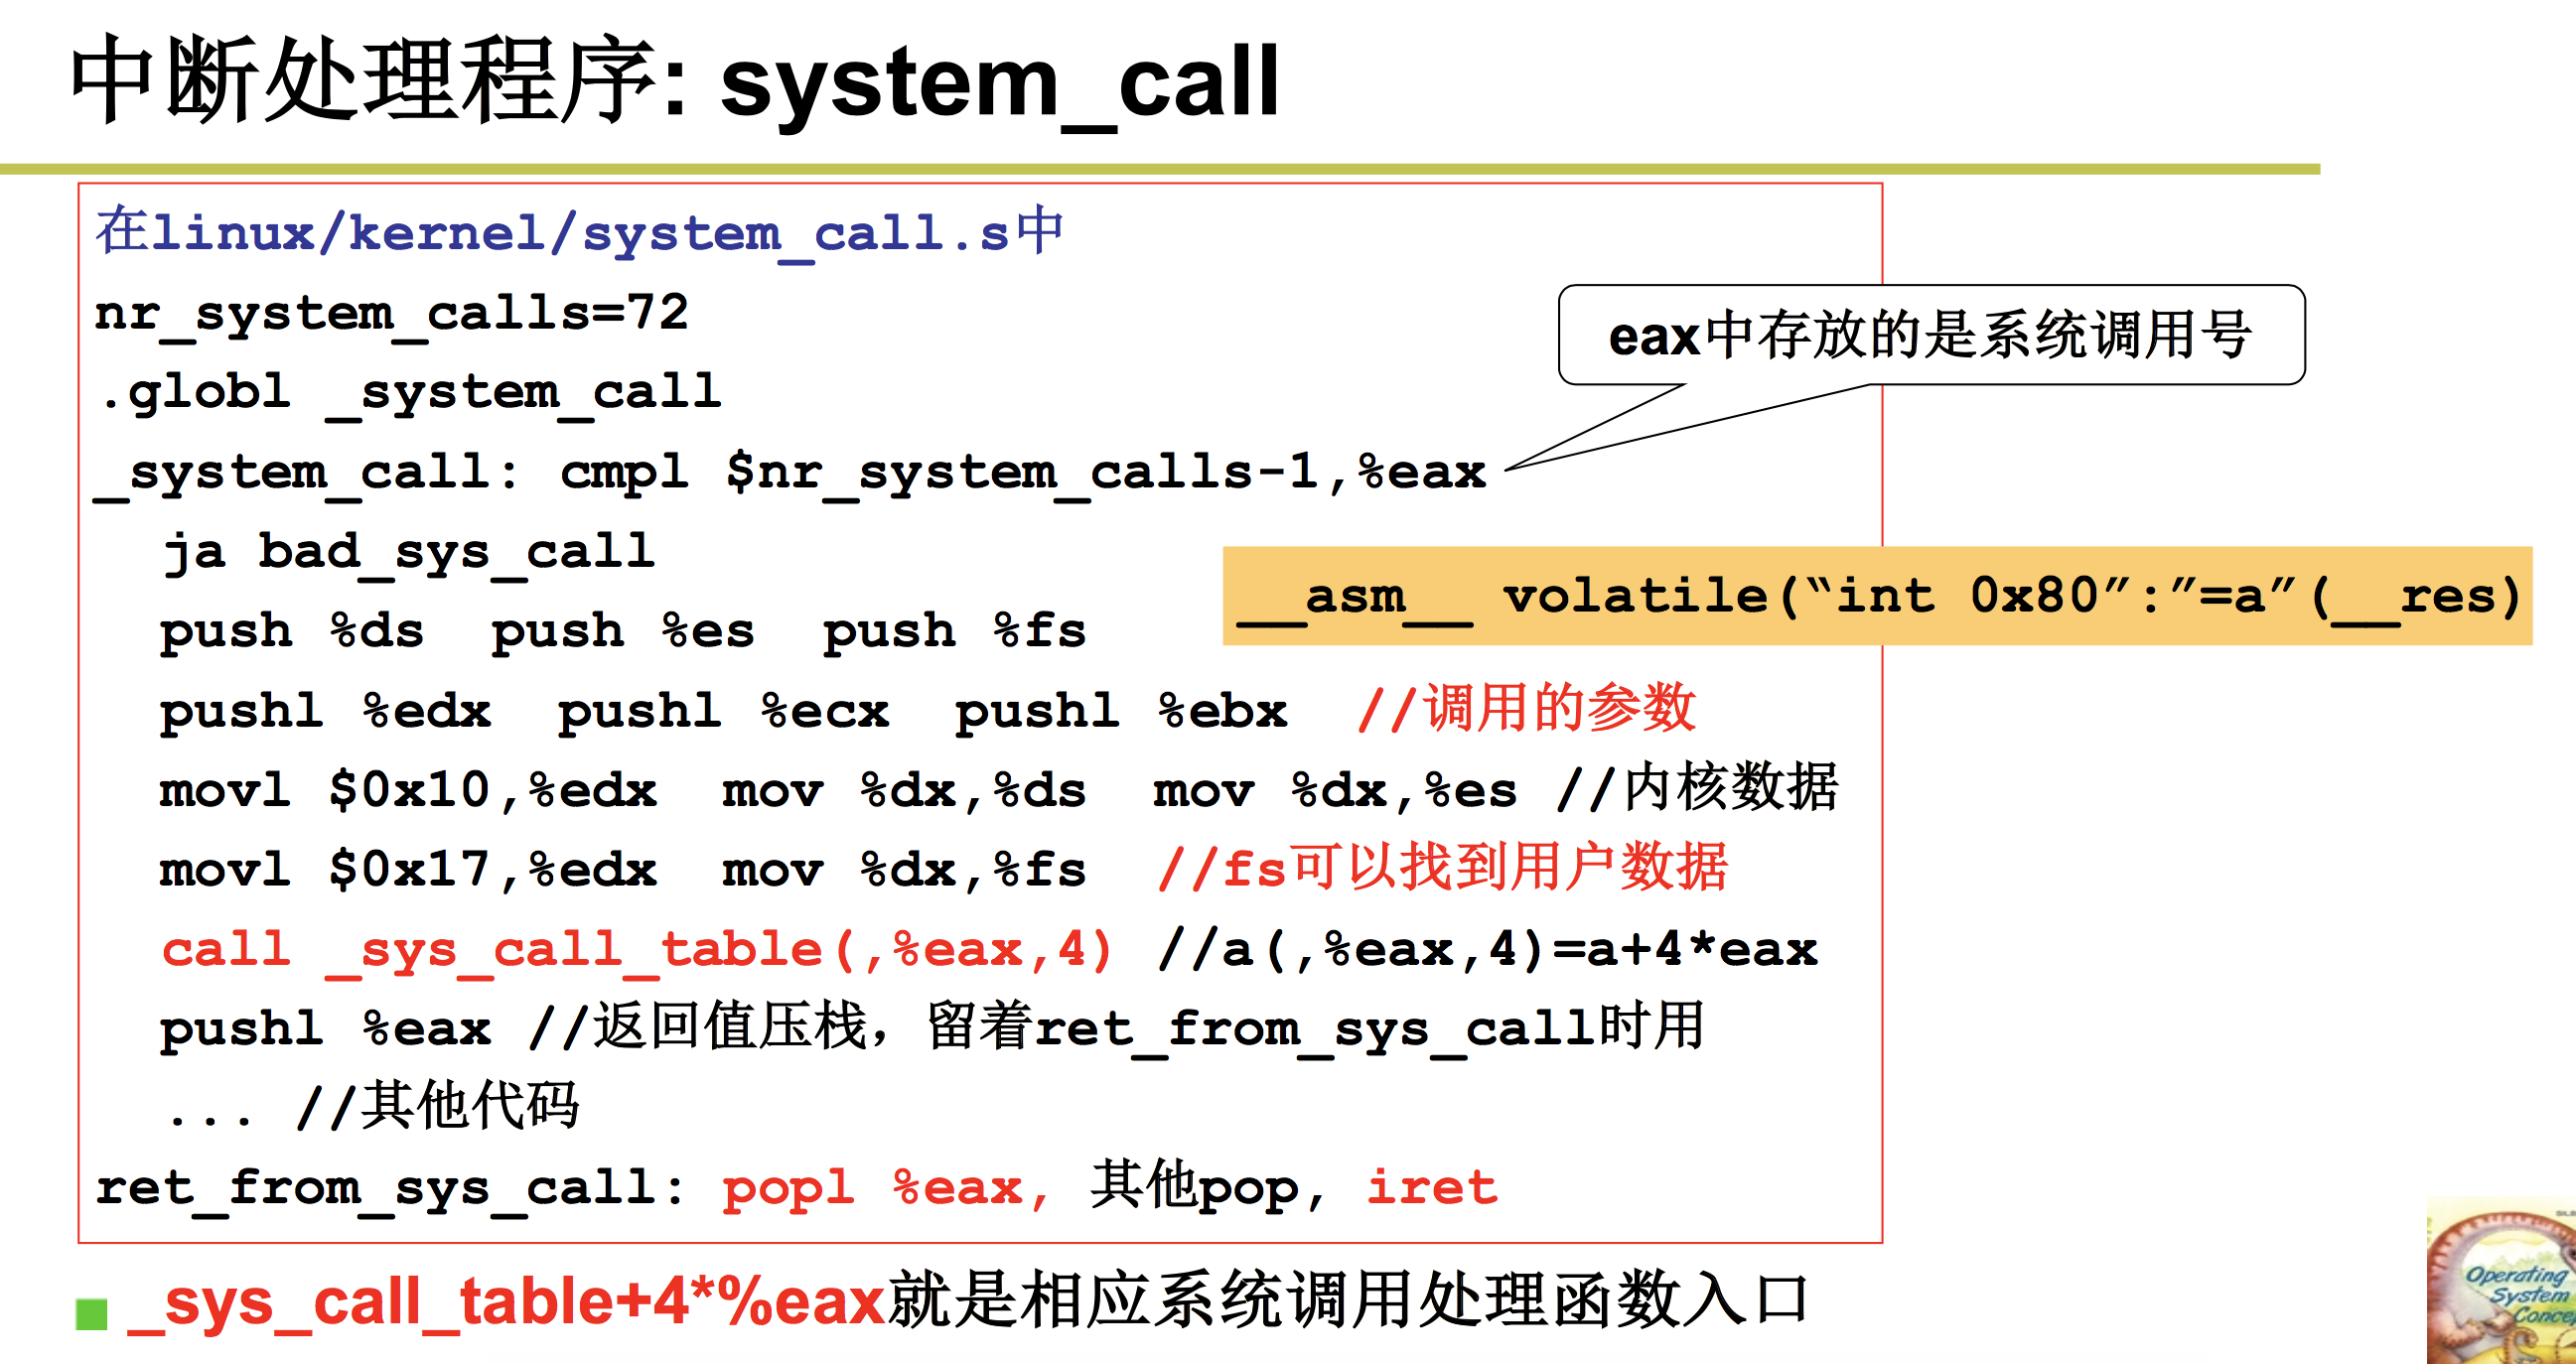 中断处理程序: system_call
在linux/kernel/system_call.s中
nr_system_calls=72
.globl _system_call
eax中存放的是系统调用号
_system_call: cmpl $nr_system_calls-1,%eax
ja bad_sys_call
__asm__ volatile(“int 0x80”:”=a”(__res)
push %ds push %es push %fs
pushl %edx pushl %ecx pushl %ebx //调用的参数
movl $0x10,%edx mov %dx,%ds mov %dx,%es //内核数据
movl $0x17,%edx mov %dx,%fs //fs可以找到用户数据
call _sys_call_table(,%eax,4) //a(,%eax,4)=a+4*eax
pushl %eax //返回值压栈，留着ret_from_sys_call时用
... //其他代码
ret_from_sys_call: popl %eax, 其他pop, iret
_sys_call_table+4*%eax就是相应系统调用处理函数入口
Operating
System